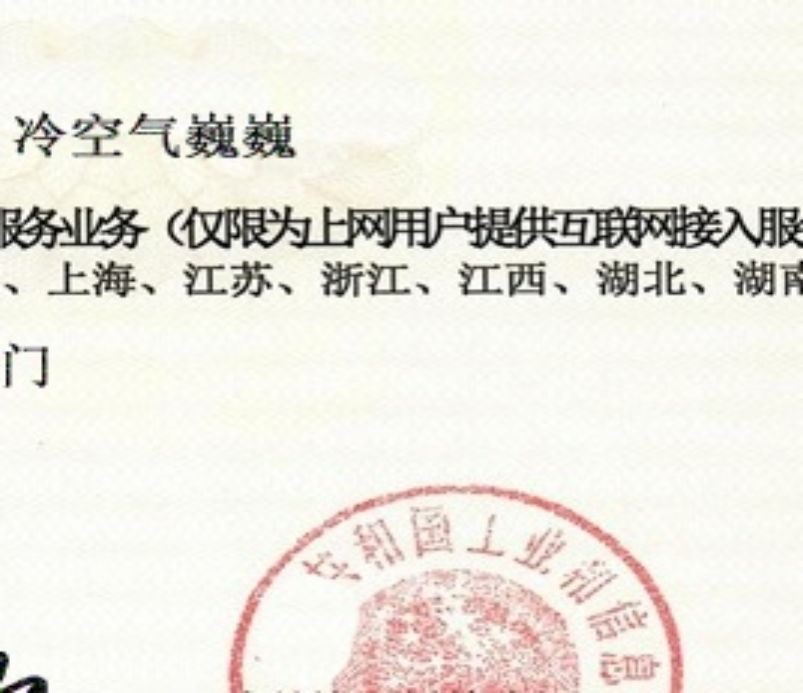 冷空气巍巍
服务业务（仅限为上网用户提供互联网接入服
、上海、江苏、浙江、江西、湖北、湖南
门
共和国工业和信息